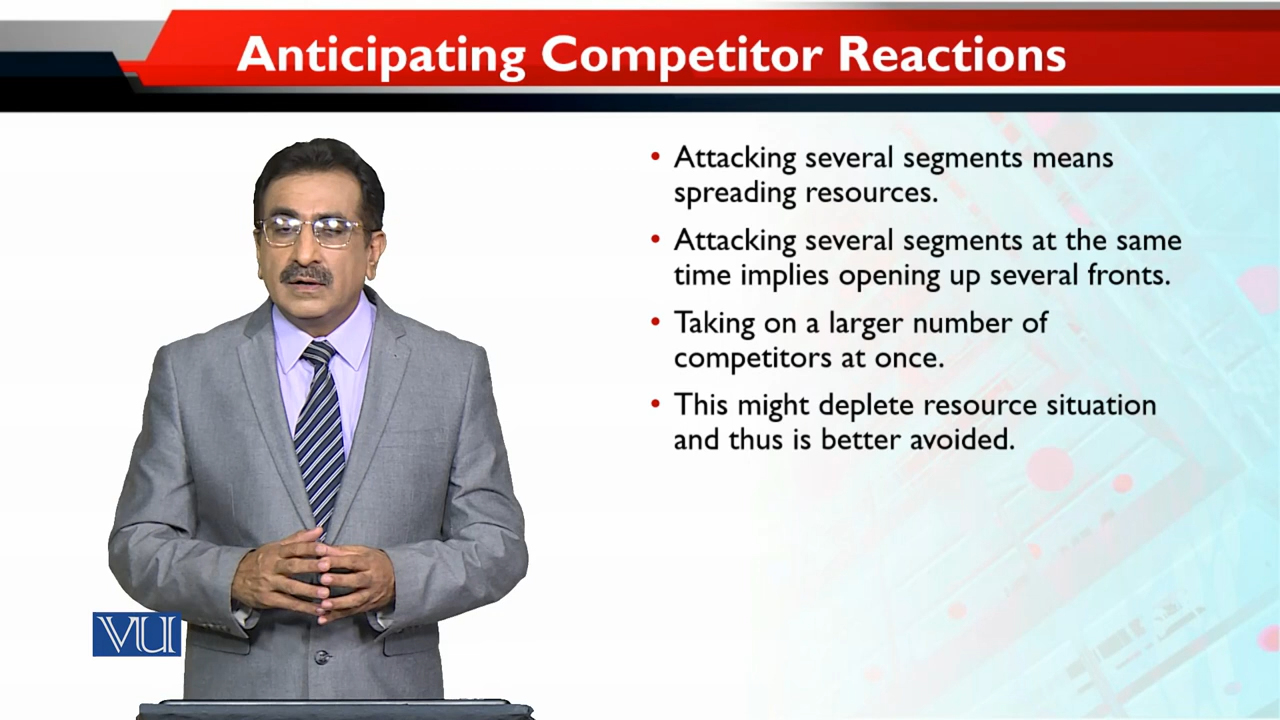 Anticipating Competitor Reactions
• Attacking several segments means
spreading resources.
• Attacking several segments at the same
time implies opening up several fronts.
• Taking on a larger number of
competitors at once.
• This might deplete resource situation
and thus is better avoided.
VU